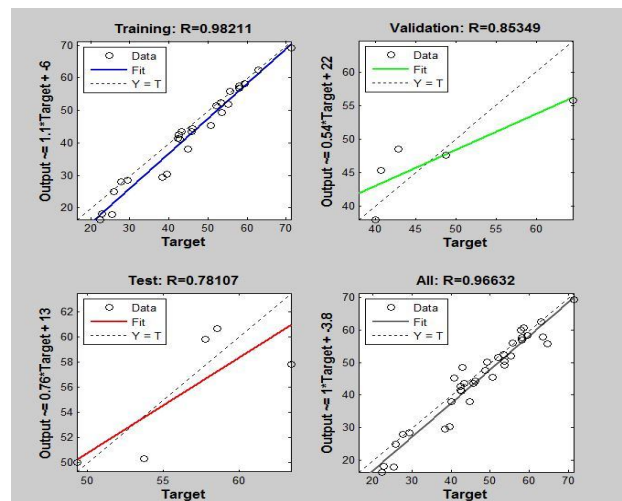 Training: R=0.98211
Output ~= 1.1*Target + -6
70
60
50
40
30
20
Data
Fit
Y = T
20 30 40 50 60 70
Target
Validation: R=0.85349
Output ~= 0.54*Target + 22
60
55
50
45
40
Data
Fit
Y = T
40 45 50 55 60
Target
Test: R=0.78107
Output ~= 0.76*Target + 13
62
60
58
56
54
52
50
Data
Fit
Y = T
50 55 60
Target
All: R=0.96632
Output ~= 1*Target + -3.8
70
60
50
40
30
20
Data
Fit
Y = T
20 30 40 50 60 70
Target